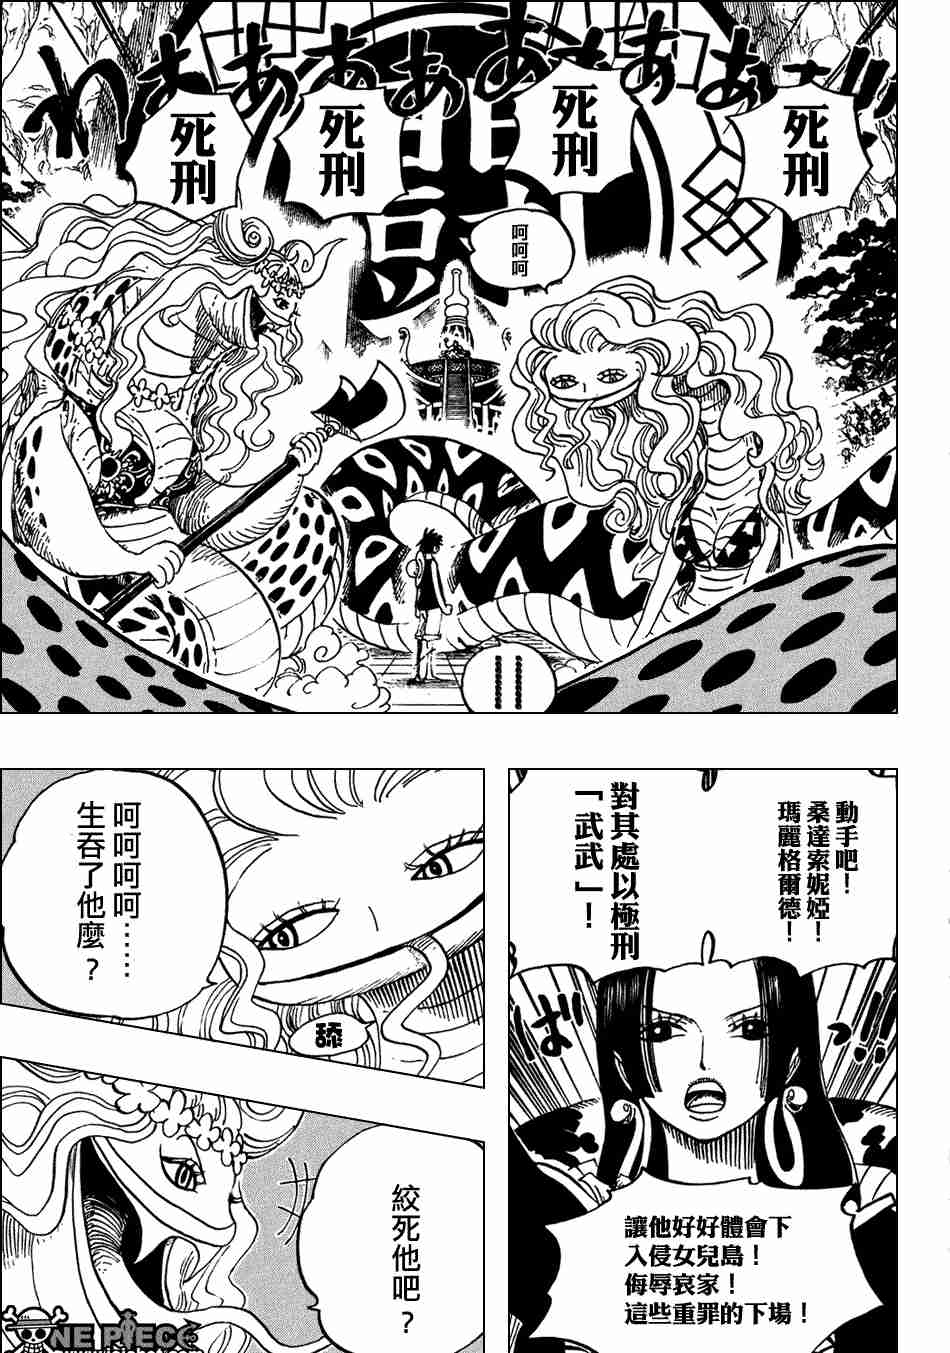 わあああああああ…!!
死刑
死刑
死刑
死刑
呵呵呵
!!!!!!
動手吧!
桑達索妮婭!
瑪麗格爾德!
對其處以極刑
「武武」!
ば!!
讓他好好體會下
入侵女兒島!
侮辱哀家!
這些重罪的下場!
呵呵呵呵……
生吞了他麼?
舔
絞死他吧?
ONE PIECE